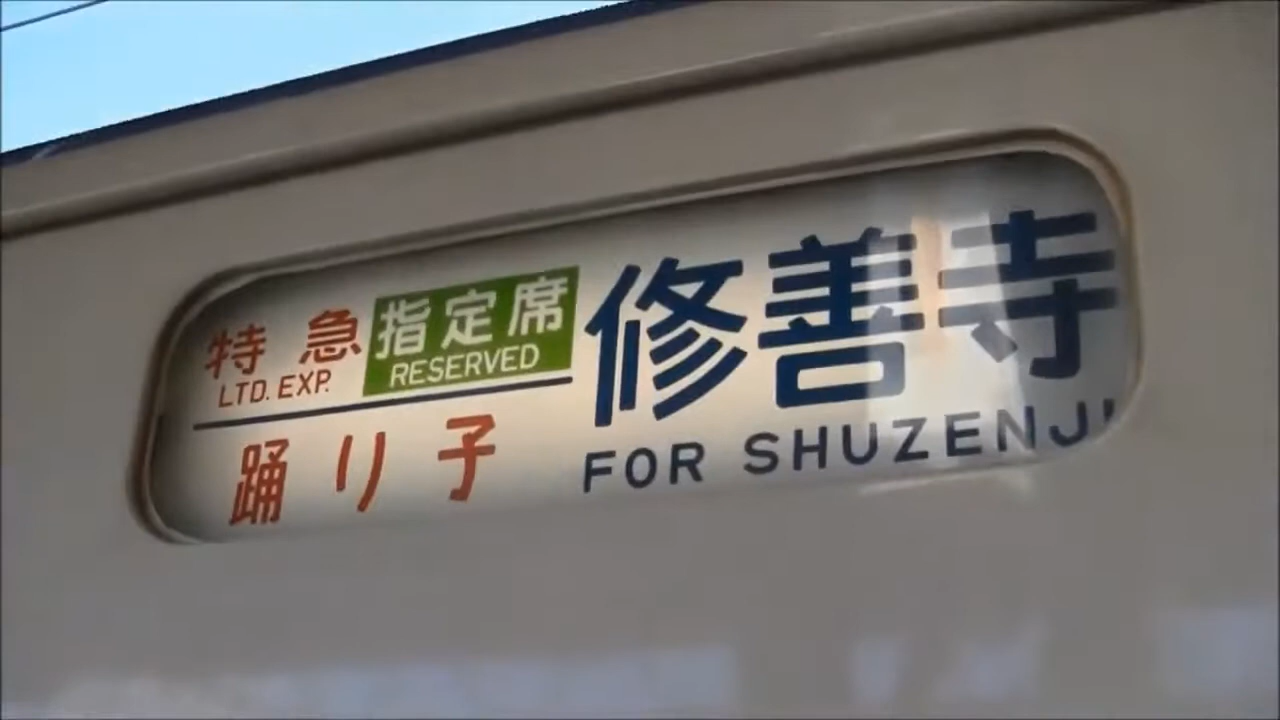 特急 指定席
LTD. EXP. RESERVED
踊り子
修善寺
FOR SHUZENJI